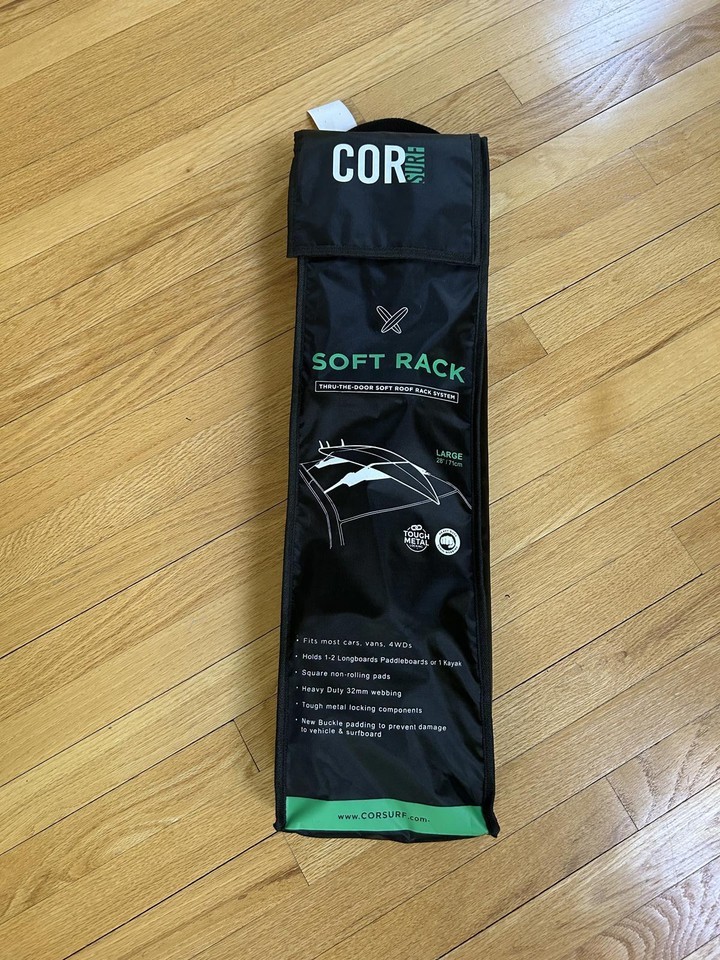 COR SURF
SOFT RACK
THRU-THE-DOOR SOFT ROOF RACK SYSTEM
LARGE
28" / 71cm
TOUGH
METAL
• Fits most cars, vans, 4WDs
• Holds 1-2 Longboards Paddleboards or 1 Kayak
• Square non-rolling pads
• Heavy Duty 32mm webbing
• Tough metal locking components
• New Buckle padding to prevent damage
to vehicle & surfboard
www.CORSURF.com